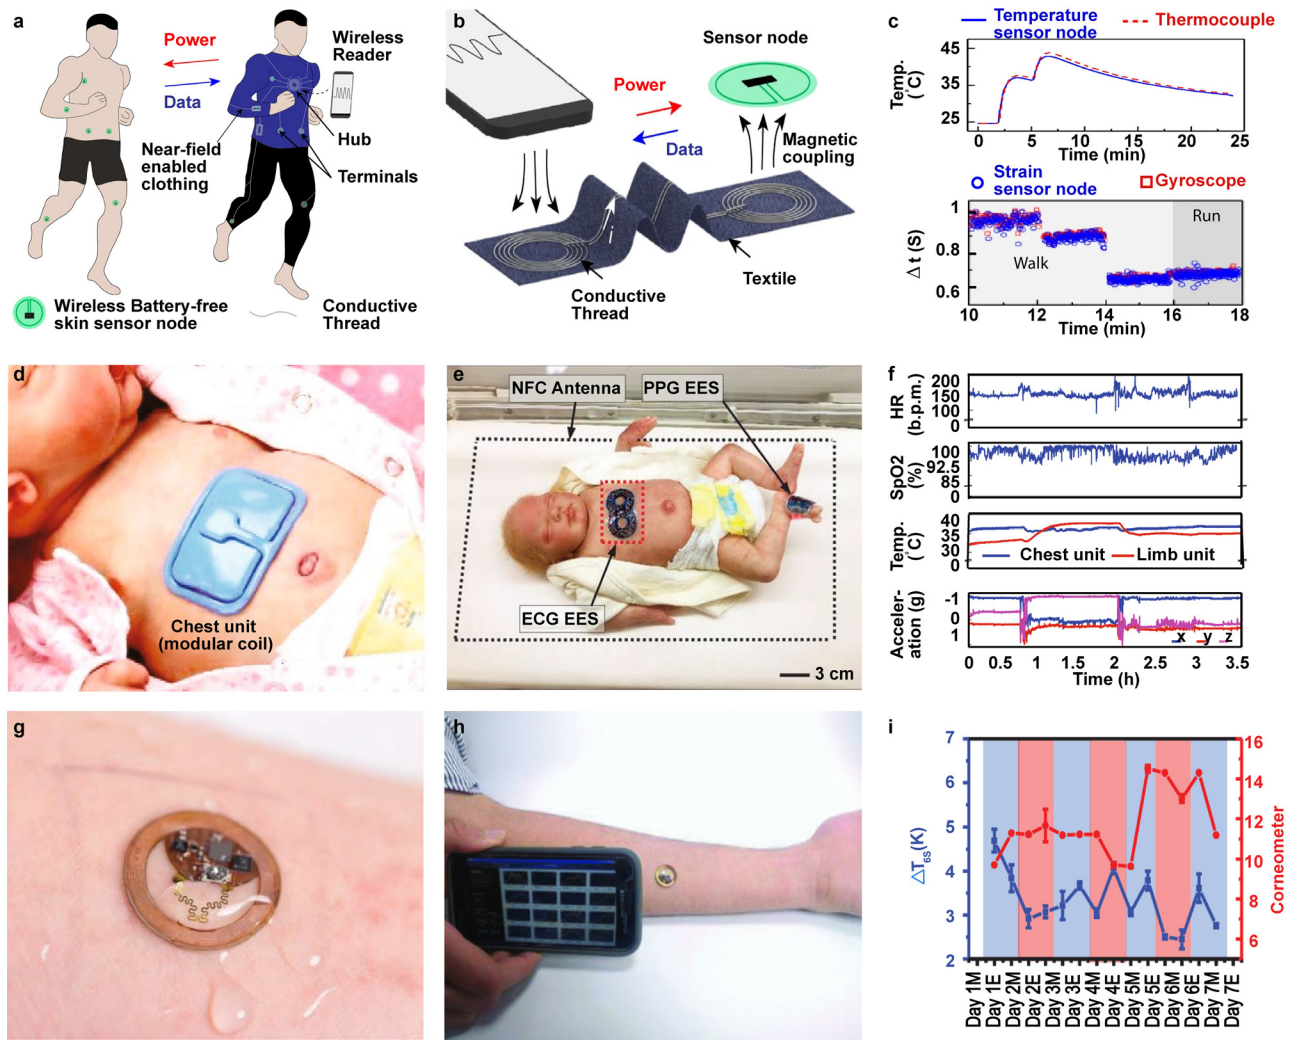 a
Power
Data
Wireless
Reader
Near-field
enabled
clothing
Hub
Terminals
Wireless Battery-free
skin sensor node
Conductive
Thread
b
Sensor node
Power
Data
Magnetic
coupling
Textile
Conductive
Thread
c
Temperature
sensor node
Thermocouple
Temp.
(°C)
45
35
25
0 5 10 15 20 25
Time (min)
Strain
sensor node
Gyroscope
Δ t (S)
1
0.8
0.6
Walk
Run
10 12 14 16 18
Time (min)
d
Chest unit
(modular coil)
e
NFC Antenna
PPG EES
ECG EES
3 cm
f
HR
(b.p.m.)
200
150
100
0
SpO2
(%)
100
92.5
85
0
Temp.
(°C)
40
35
30
0
Chest unit
Limb unit
Acceler-
ation (g)
-1
0
1
x y z
0 0.5 1 1.5 2 2.5 3 3.5
Time (h)
g
h
i
ΔT6S(K)
7
6
5
4
3
2
16
14
12
10
8
6
Corneometer
Day 1M
Day 1E
Day 2M
Day 2E
Day 3M
Day 3E
Day 4M
Day 4E
Day 5M
Day 5E
Day 6M
Day 6E
Day 7M
Day 7E